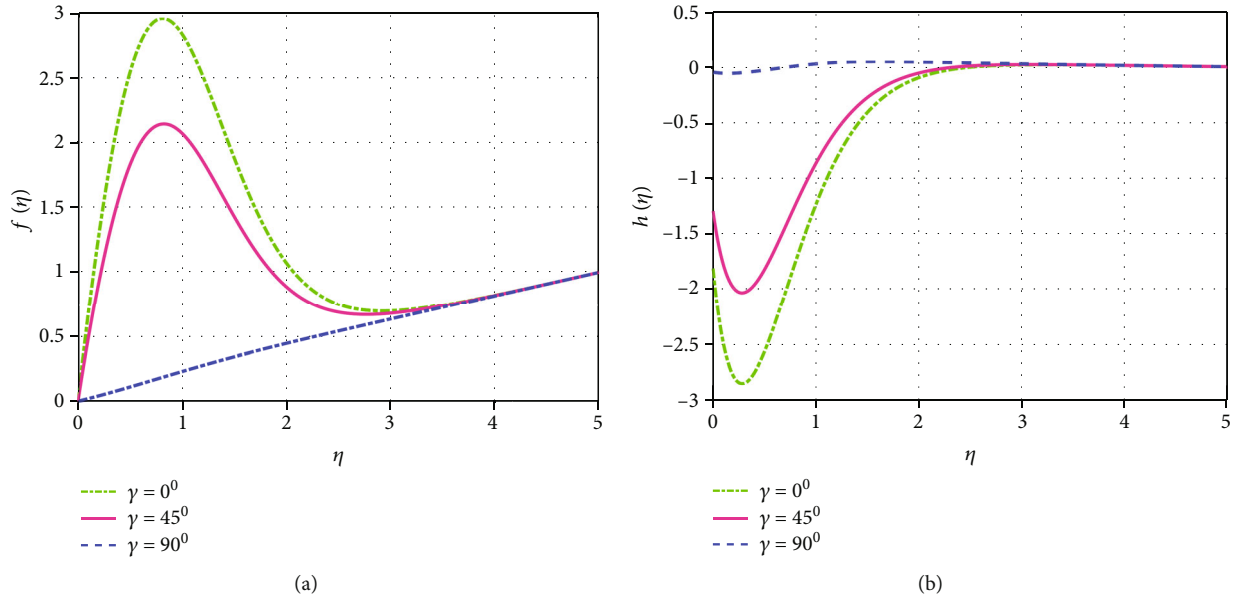 3
2.5
2
1.5
1
0.5
0
f (η)
0 1 2 3 4 5
η
γ = 0⁰
γ = 45⁰
γ = 90⁰
(a)
0.5
0
–0.5
–1
–1.5
–2
–2.5
–3
h (η)
0 1 2 3 4 5
η
γ = 0⁰
γ = 45⁰
γ = 90⁰
(b)